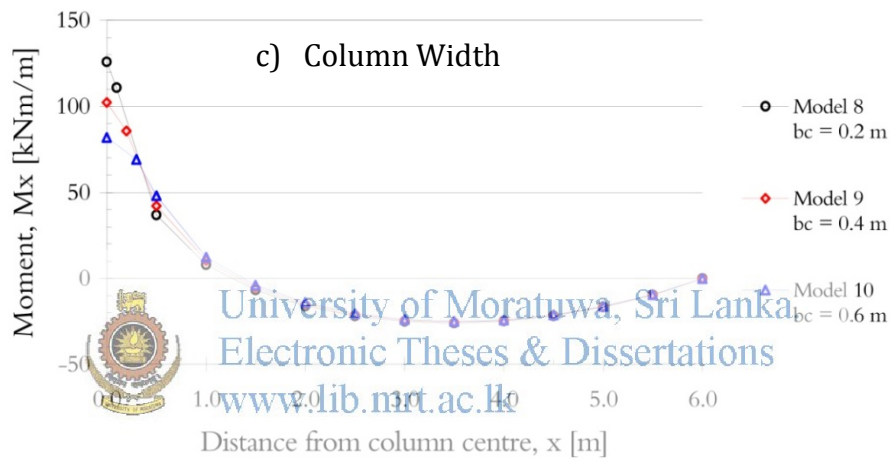 150
c) Column Width
100
50
0
−50
Moment, Mx [kNm/m]
Model 8
bc = 0.2 m
Model 9
bc = 0.4 m
Model 10
bc = 0.6 m
University of Moratuwa, Sri Lanka.
Electronic Theses & Dissertations
www.lib.mrt.ac.lk
0.0 1.0 2.0 3.0 4.0 5.0 6.0
Distance from column centre, x [m]